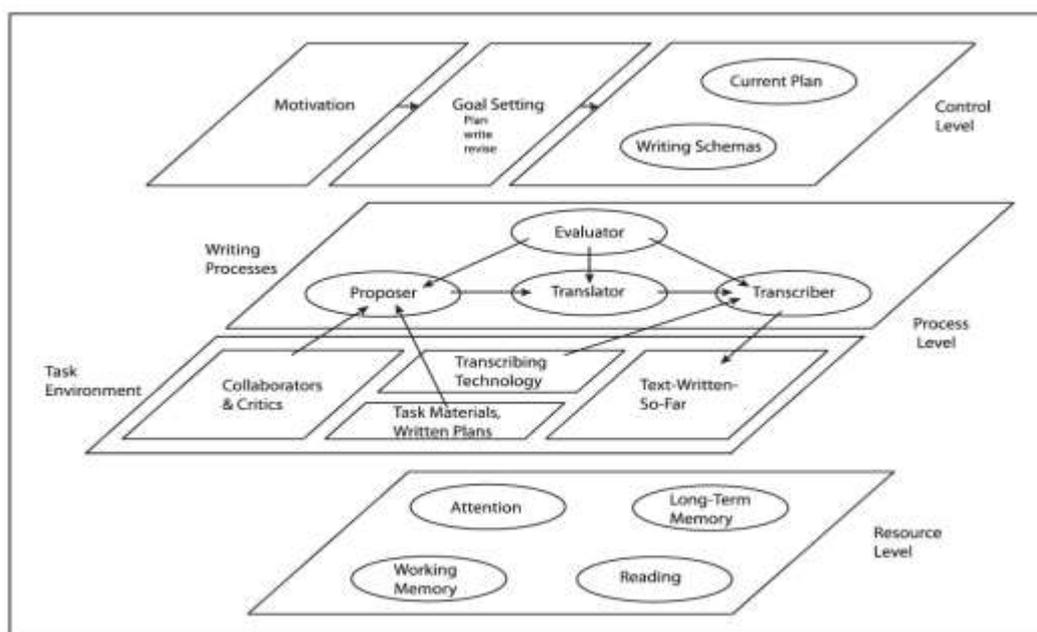 Motivation
Goal Setting
Plan
write
revise
Current Plan
Writing Schemas
Control
Level
Writing
Processes
Evaluator
Proposer
Translator
Transcriber
Process
Level
Task
Environment
Collaborators
& Critics
Transcribing
Technology
Task Materials,
Written Plans
Text-Written-
So-Far
Attention
Long-Term
Memory
Working
Memory
Reading
Resource
Level